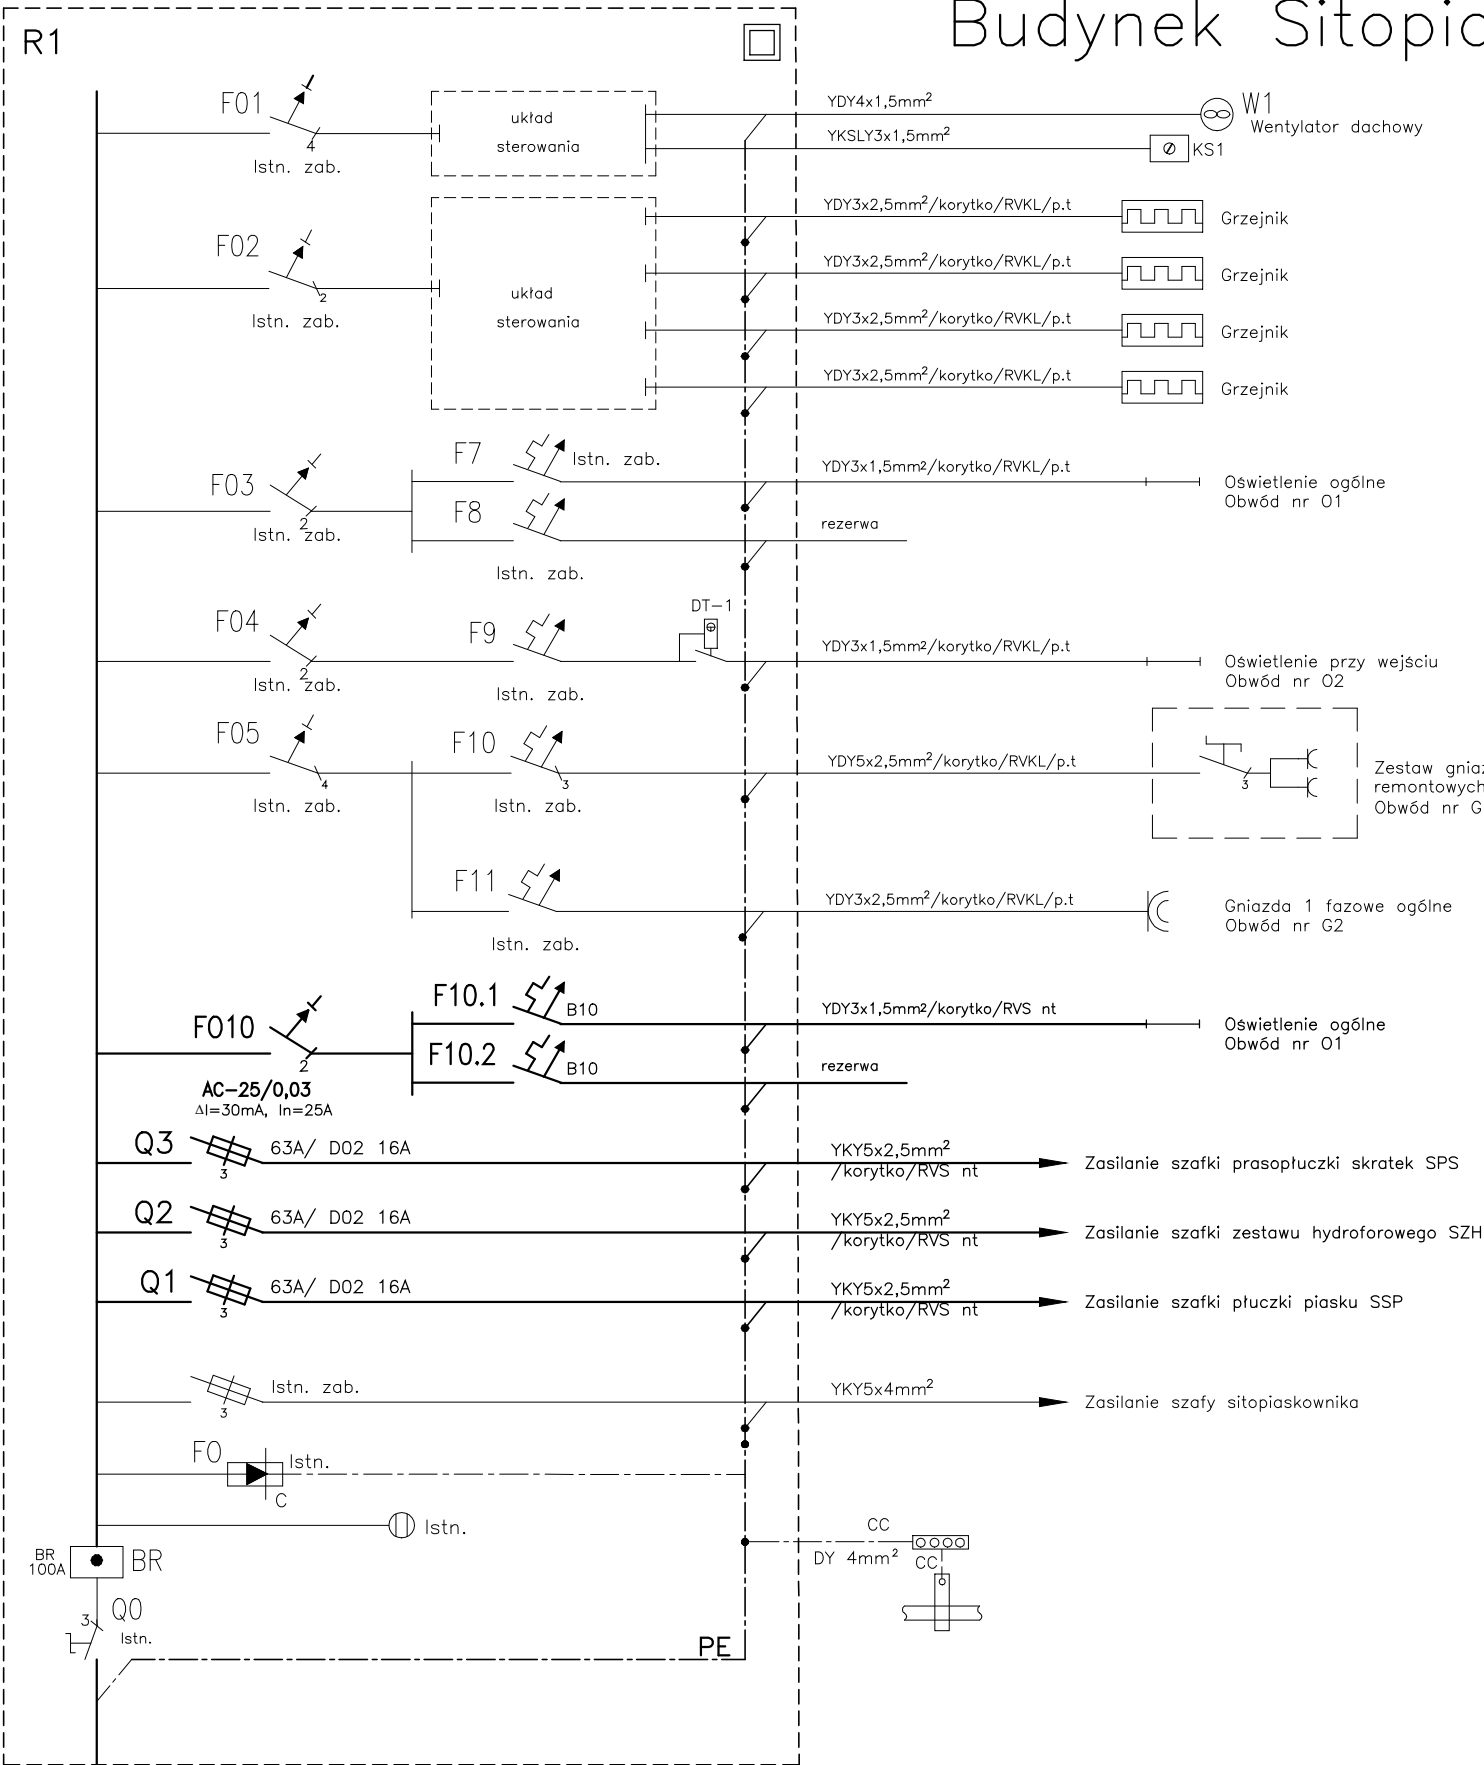 R1
Budynek Sitopia
F01
4
Istn. zab.
układ
sterowania
YDY4x1,5mm²
W1
Wentylator dachowy
YKSLY3x1,5mm²
KS1
F02
2
Istn. zab.
układ
sterowania
YDY3x2,5mm²/korytko/RVKL/p.t
Grzejnik
YDY3x2,5mm²/korytko/RVKL/p.t
Grzejnik
YDY3x2,5mm²/korytko/RVKL/p.t
Grzejnik
YDY3x2,5mm²/korytko/RVKL/p.t
Grzejnik
F03
2
Istn. zab.
F7
Istn. zab.
YDY3x1,5mm²/korytko/RVKL/p.t
Oświetlenie ogólne
Obwód nr O1
F8
Istn. zab.
rezerwa
F04
2
Istn. zab.
F9
Istn. zab.
DT-1
YDY3x1,5mm²/korytko/RVKL/p.t
Oświetlenie przy wejściu
Obwód nr O2
F05
4
Istn. zab.
F10
3
Istn. zab.
YDY5x2,5mm²/korytko/RVKL/p.t
3
Zestaw gniaz
remontowych
Obwód nr G
F11
Istn. zab.
YDY3x2,5mm²/korytko/RVKL/p.t
Gniazda 1 fazowe ogólne
Obwód nr G2
FO10
2
AC-25/0,03
ΔI=30mA, In=25A
F10.1
B10
YDY3x1,5mm²/korytko/RVS nt
Oświetlenie ogólne
Obwód nr O1
F10.2
B10
rezerwa
Q3
3
63A/ D02 16A
YKY5x2,5mm²
/korytko/RVS nt
Zasilanie szafki prasopłuczki skratek SPS
Q2
3
63A/ D02 16A
YKY5x2,5mm²
/korytko/RVS nt
Zasilanie szafki zestawu hydroforowego SZH
Q1
3
63A/ D02 16A
YKY5x2,5mm²
/korytko/RVS nt
Zasilanie szafki płuczki piasku SSP
3
Istn. zab.
YKY5x4mm²
Zasilanie szafy sitopiaskownika
FO
Istn.
C
Istn.
BR
100A
BR
CC
DY 4mm²
CC
3
Q0
Istn.
PE